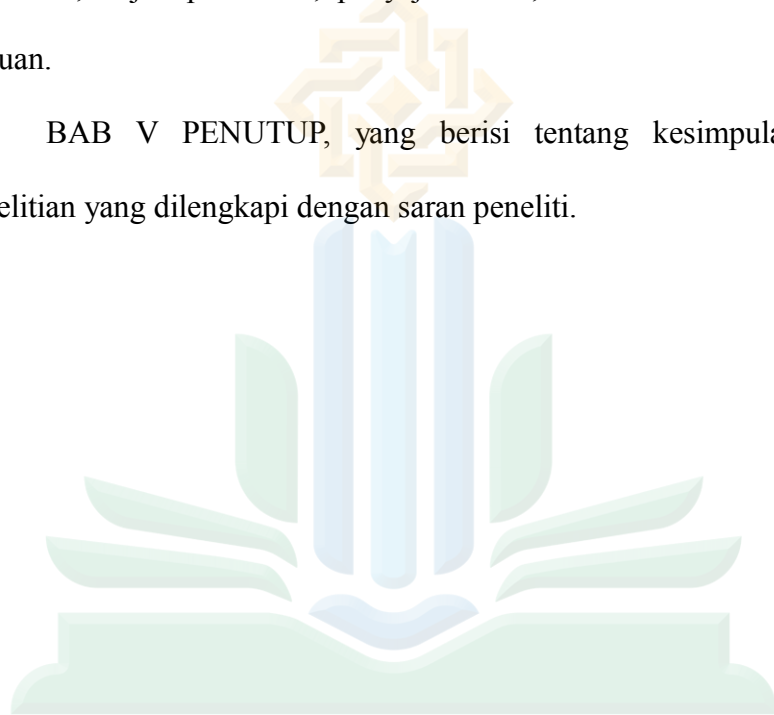 uan.
BAB V PENUTUP, yang berisi tentang kesimpula
elitian yang dilengkapi dengan saran peneliti.